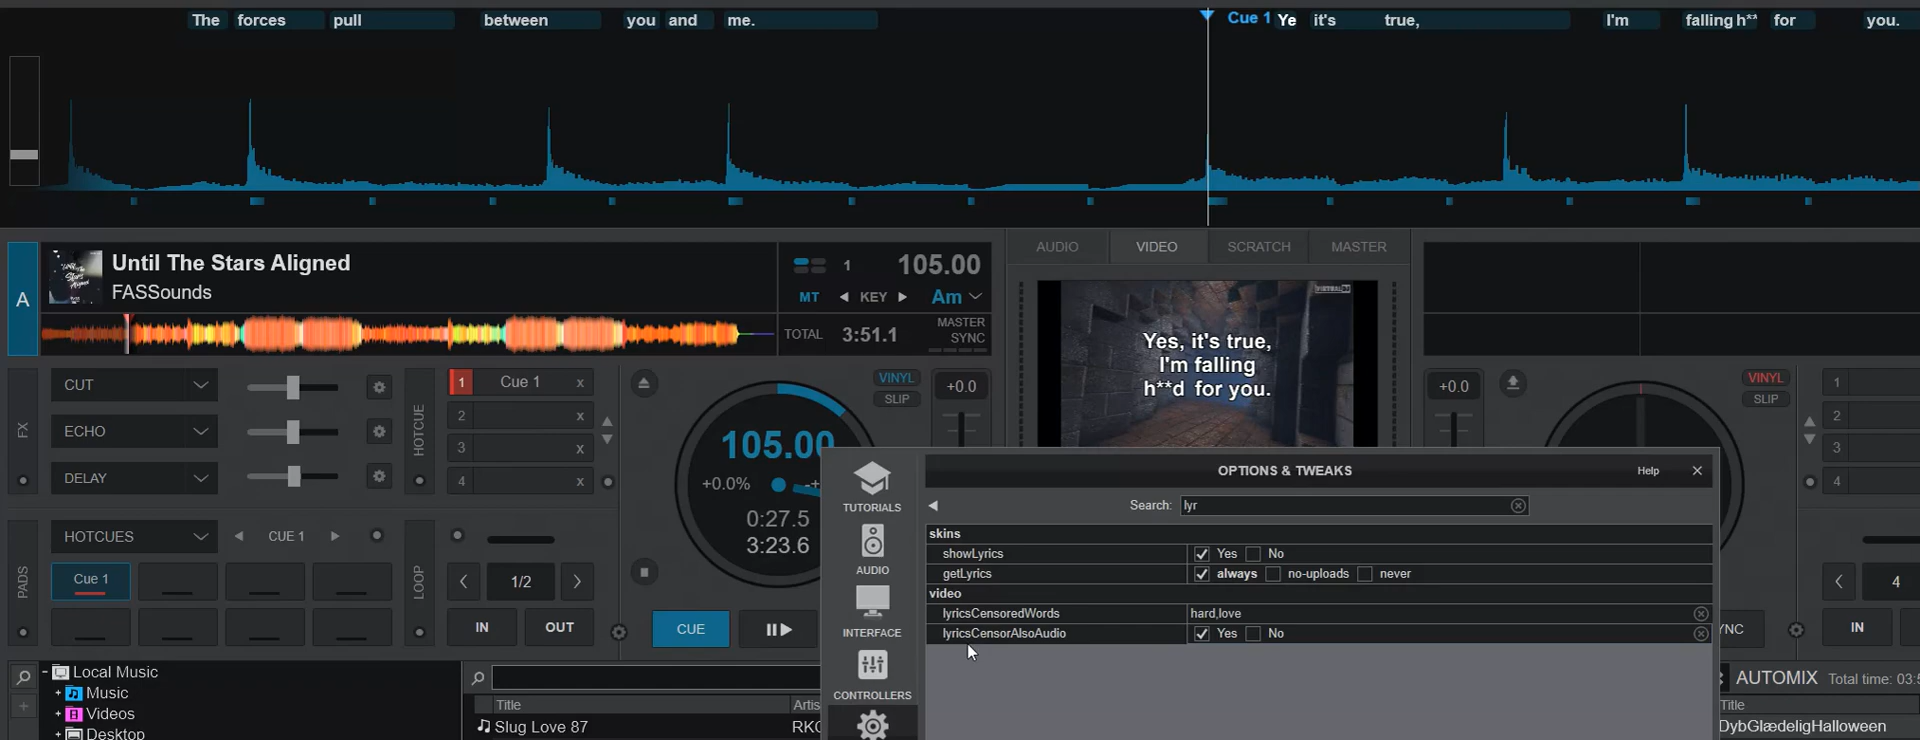 The forces pull between you and me. Cue 1 Ye it's true, I'm falling h** for you.
A
Until The Stars Aligned
FASSounds
1 105.00
MT KEY Am
TOTAL 3:51.1 MASTER SYNC
AUDIO VIDEO SCRATCH MASTER
Yes, it's true,
I'm falling
h**d for you.
FX
CUT
ECHO
DELAY
HOTCUE
1 Cue 1 x
2 x
3 x
4 x
VINYL
SLIP
+0.0
105.00
+0.0%
0:27.5
3:23.6
+0.0
VINYL
SLIP
1
2
3
4
PADS
HOTCUES CUE 1
Cue 1
LOOP
1/2
IN OUT
CUE
4
IN
TUTORIALS
AUDIO
INTERFACE
CONTROLLERS
OPTIONS & TWEAKS Help
Search: lyr
skins
showLyrics Yes No
getLyrics always no-uploads never
video
lyricsCensoredWords hard,love
lyricsCensorAlsoAudio Yes No
Local Music
Music
Videos
Desktop
Title
Slug Love 87
AUTOMIX Total time: 03:5
Title
DybGlædeligHalloween